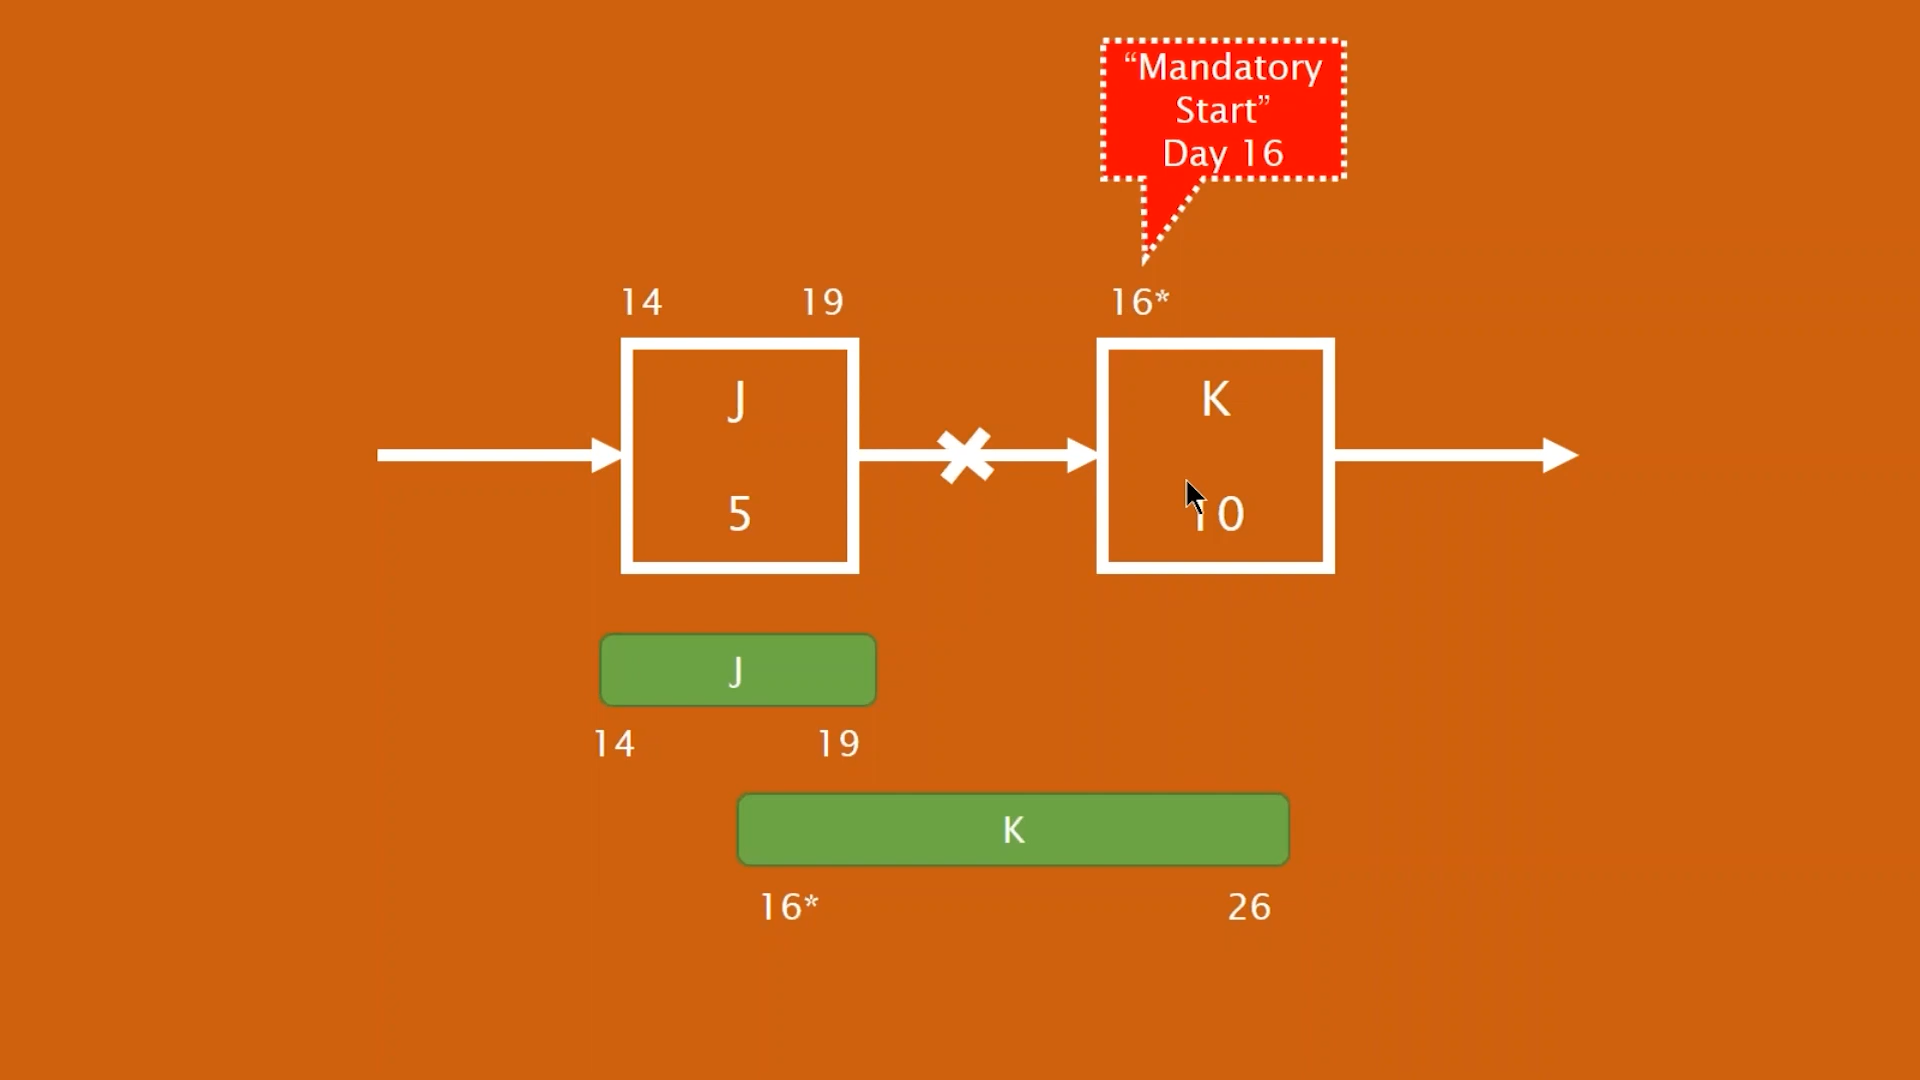 “Mandatory
Start”
Day 16
14 19 16*
J K
5 10
J
14 19
K
16* 26